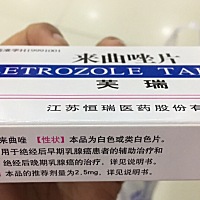 来曲唑片
ETROZOLE TA
芙瑞
江苏恒瑞医药股份有
来曲唑 【性状】本品为白色或类白色片。
用于绝经后早期乳腺癌患者的辅助治疗和
绝经后晚期乳腺癌的治疗，详见说明书。
本品的推荐剂量为2.5mg，详见说明书。